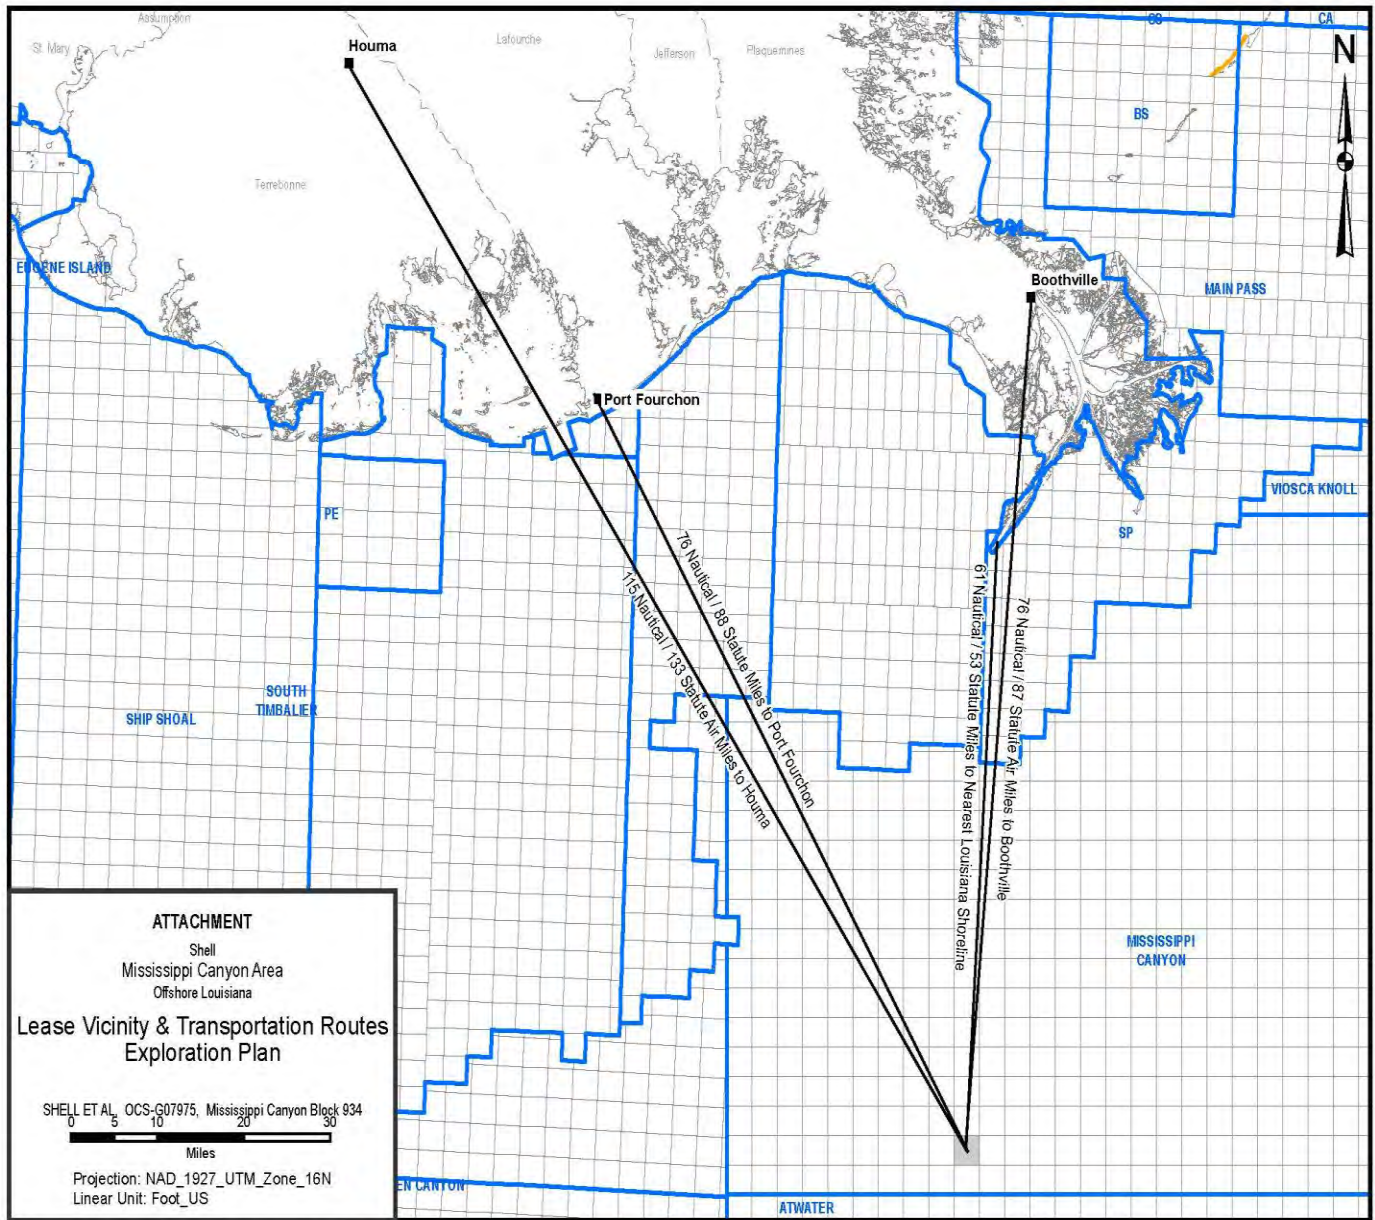 Assumption
St. Mary
Houma
Lafourche
Jefferson
Plaquemines
CA
N
BS
Terrebonne
EUGENE ISLAND
Boothville
MAIN PASS
Port Fourchon
VIOSCA KNOLL
PE
SP
76 Nautical / 88 Statute Miles to Port Fourchon
115 Nautical / 133 Statute Air Miles to Houma
61 Nautical / 53 Statute Miles to Nearest Louisiana Shoreline
76 Nautical / 87 Statute Air Miles to Boothville
SOUTH
TIMBALIER
SHIP SHOAL
MISSISSIPPI
CANYON
ATTACHMENT
Shell
Mississippi Canyon Area
Offshore Louisiana
Lease Vicinity & Transportation Routes
Exploration Plan
SHELL ET AL, OCS-G07975, Mississippi Canyon Block 934
0 5 10 20 30
Miles
Projection: NAD_1927_UTM_Zone_16N
Linear Unit: Foot_US
EN CANYON
ATWATER